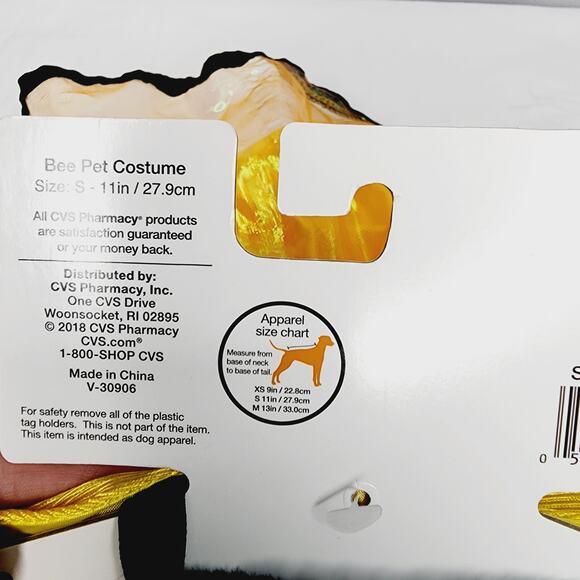 Bee Pet Costume
Size: S - 11in / 27.9cm
All CVS Pharmacy® products
are satisfaction guaranteed
or your money back.
Distributed by:
CVS Pharmacy, Inc.
One CVS Drive
Woonsocket, RI 02895
© 2018 CVS Pharmacy
CVS.com®
1-800-SHOP CVS
Made in China
V-30906
For safety remove all of the plastic
tag holders. This is not part of the item.
This item is intended as dog apparel.
Apparel
size chart
Measure from
base of neck
to base of tail.
XS 9in / 22.8cm
S 11in / 27.9cm
M 13in / 33.0cm
S
0 5